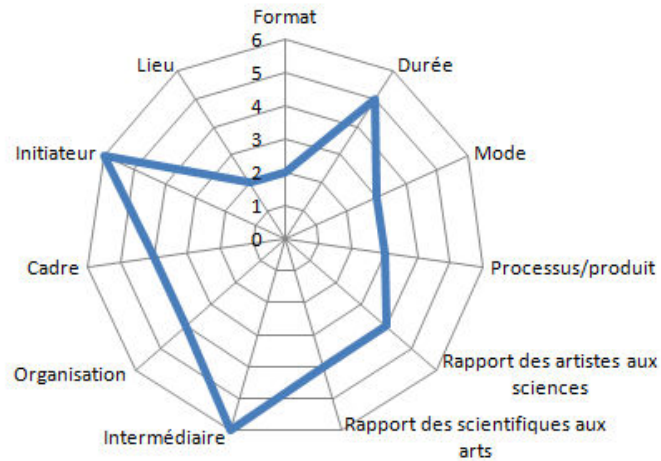 Format
6
5
4
3
2
1
0
Durée
Mode
Processus/produit
Rapport des artistes aux
sciences
Rapport des scientifiques aux
arts
Intermédiaire
Organisation
Cadre
Initiateur
Lieu